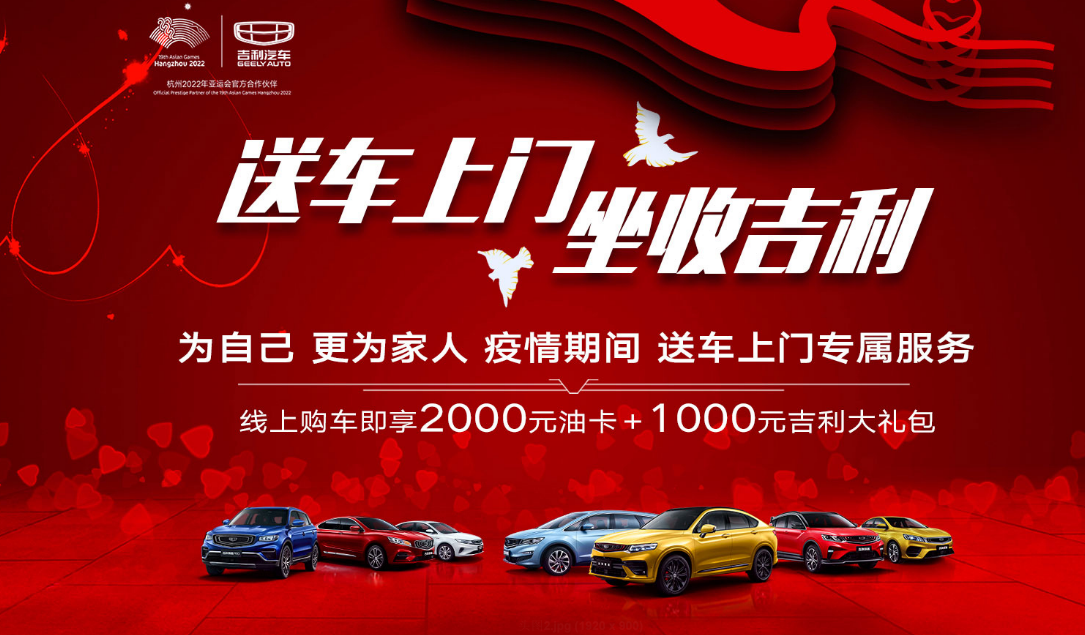 19th Asian Games
Hangzhou 2022
吉利汽车
GEELY AUTO
杭州2022年亚运会官方合作伙伴
Official Prestige Partner of the 19th Asian Games Hangzhou 2022
送车上门
坐收吉利
为自己 更为家人 疫情期间 送车上门专属服务
线上购车即享2000元油卡+1000元吉利大礼包